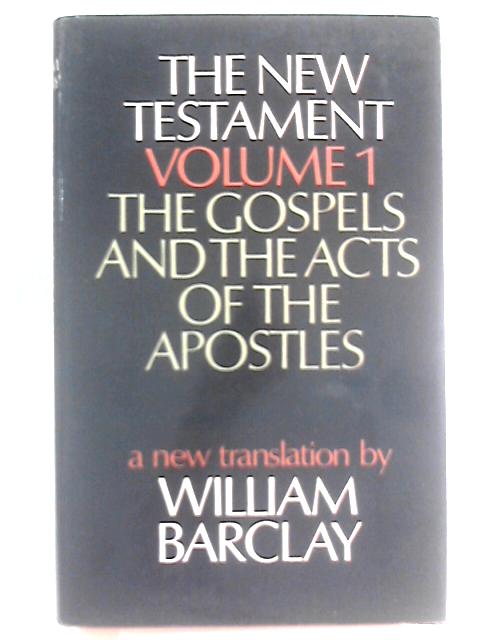 THE NEW
TESTAMENT
VOLUME 1
THE GOSPELS
AND THE ACTS
OF THE
APOSTLES
a new translation by
WILLIAM
BARCLAY